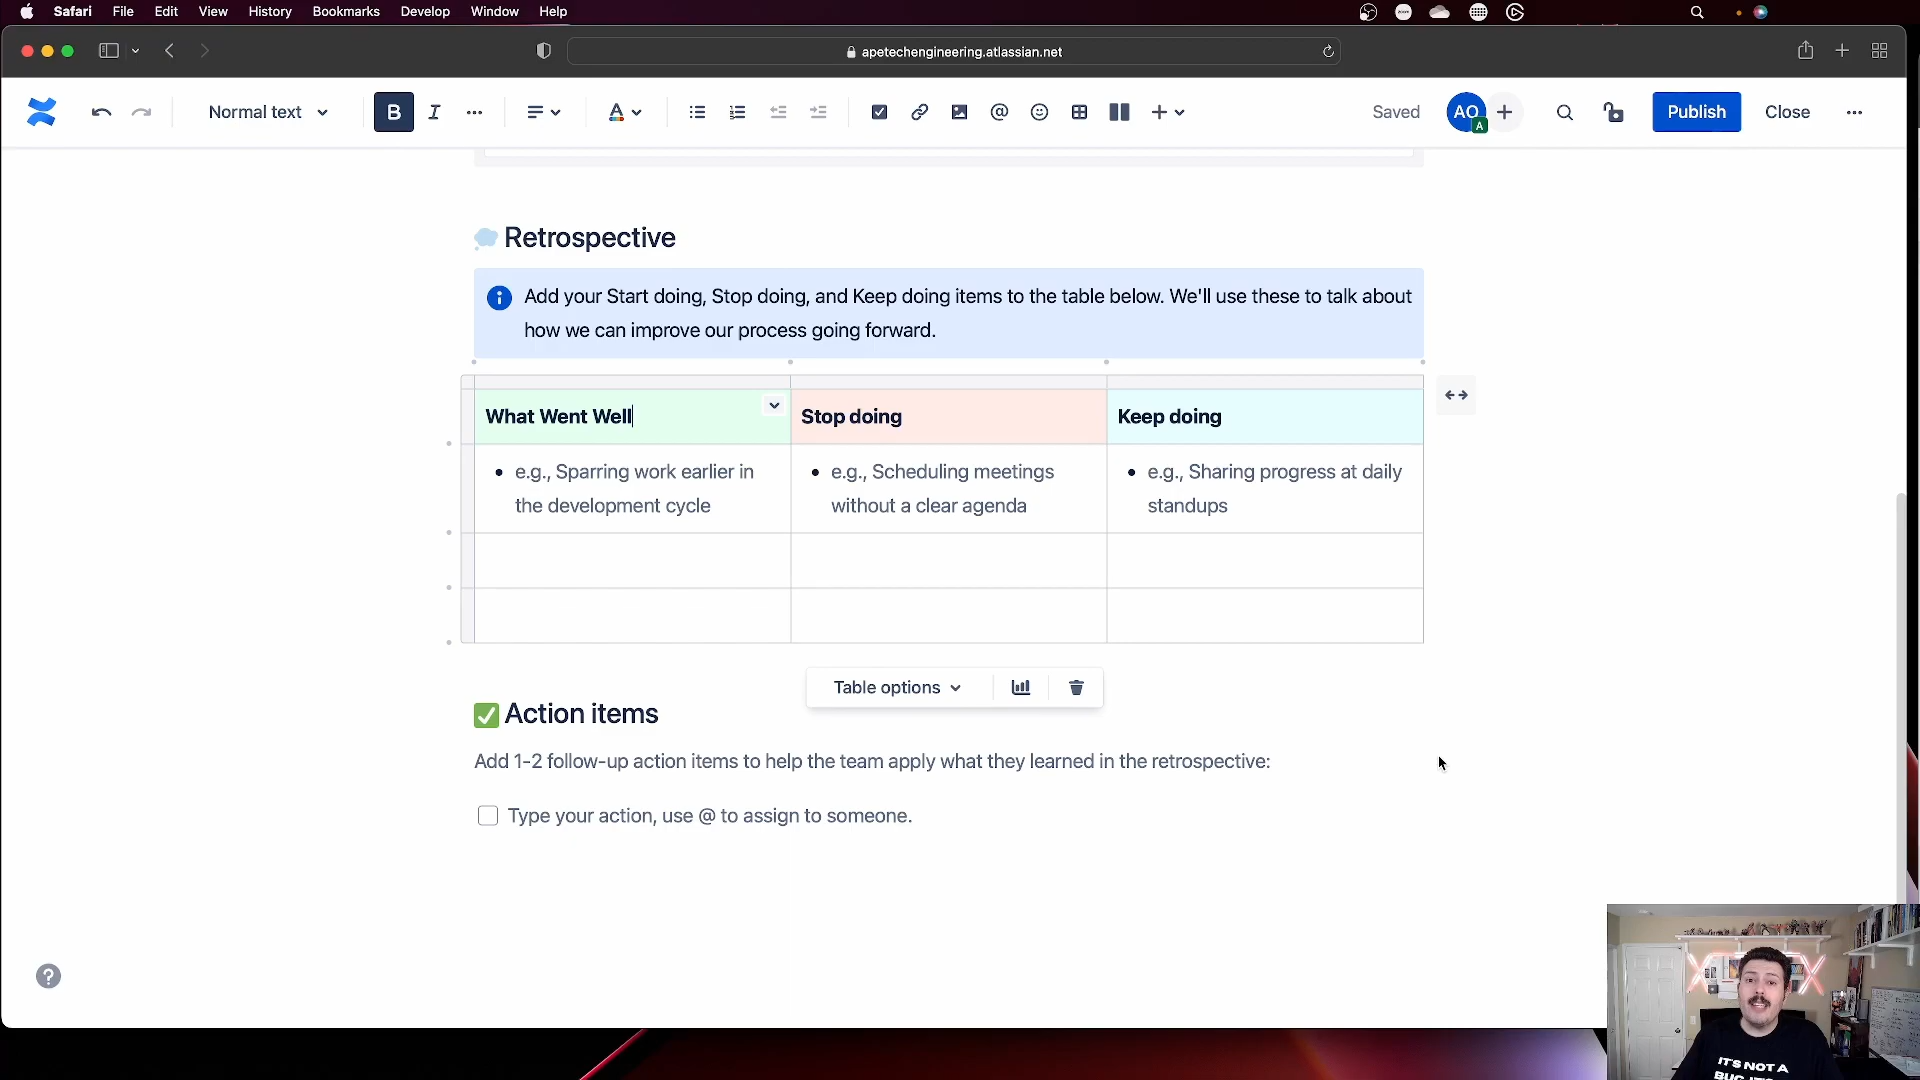 Safari File Edit View History Bookmarks Develop Window Help
apetechengineering.atlassian.net
Normal text B I A @ Saved AO A Publish Close
Retrospective
Add your Start doing, Stop doing, and Keep doing items to the table below. We'll use these to talk about
how we can improve our process going forward.
What Went Well Stop doing Keep doing
e.g., Sparring work earlier in
the development cycle
e.g., Scheduling meetings
without a clear agenda
e.g., Sharing progress at daily
standups
Table options
Action items
Add 1-2 follow-up action items to help the team apply what they learned in the retrospective:
Type your action, use @ to assign to someone.
?
IT'S NOT A